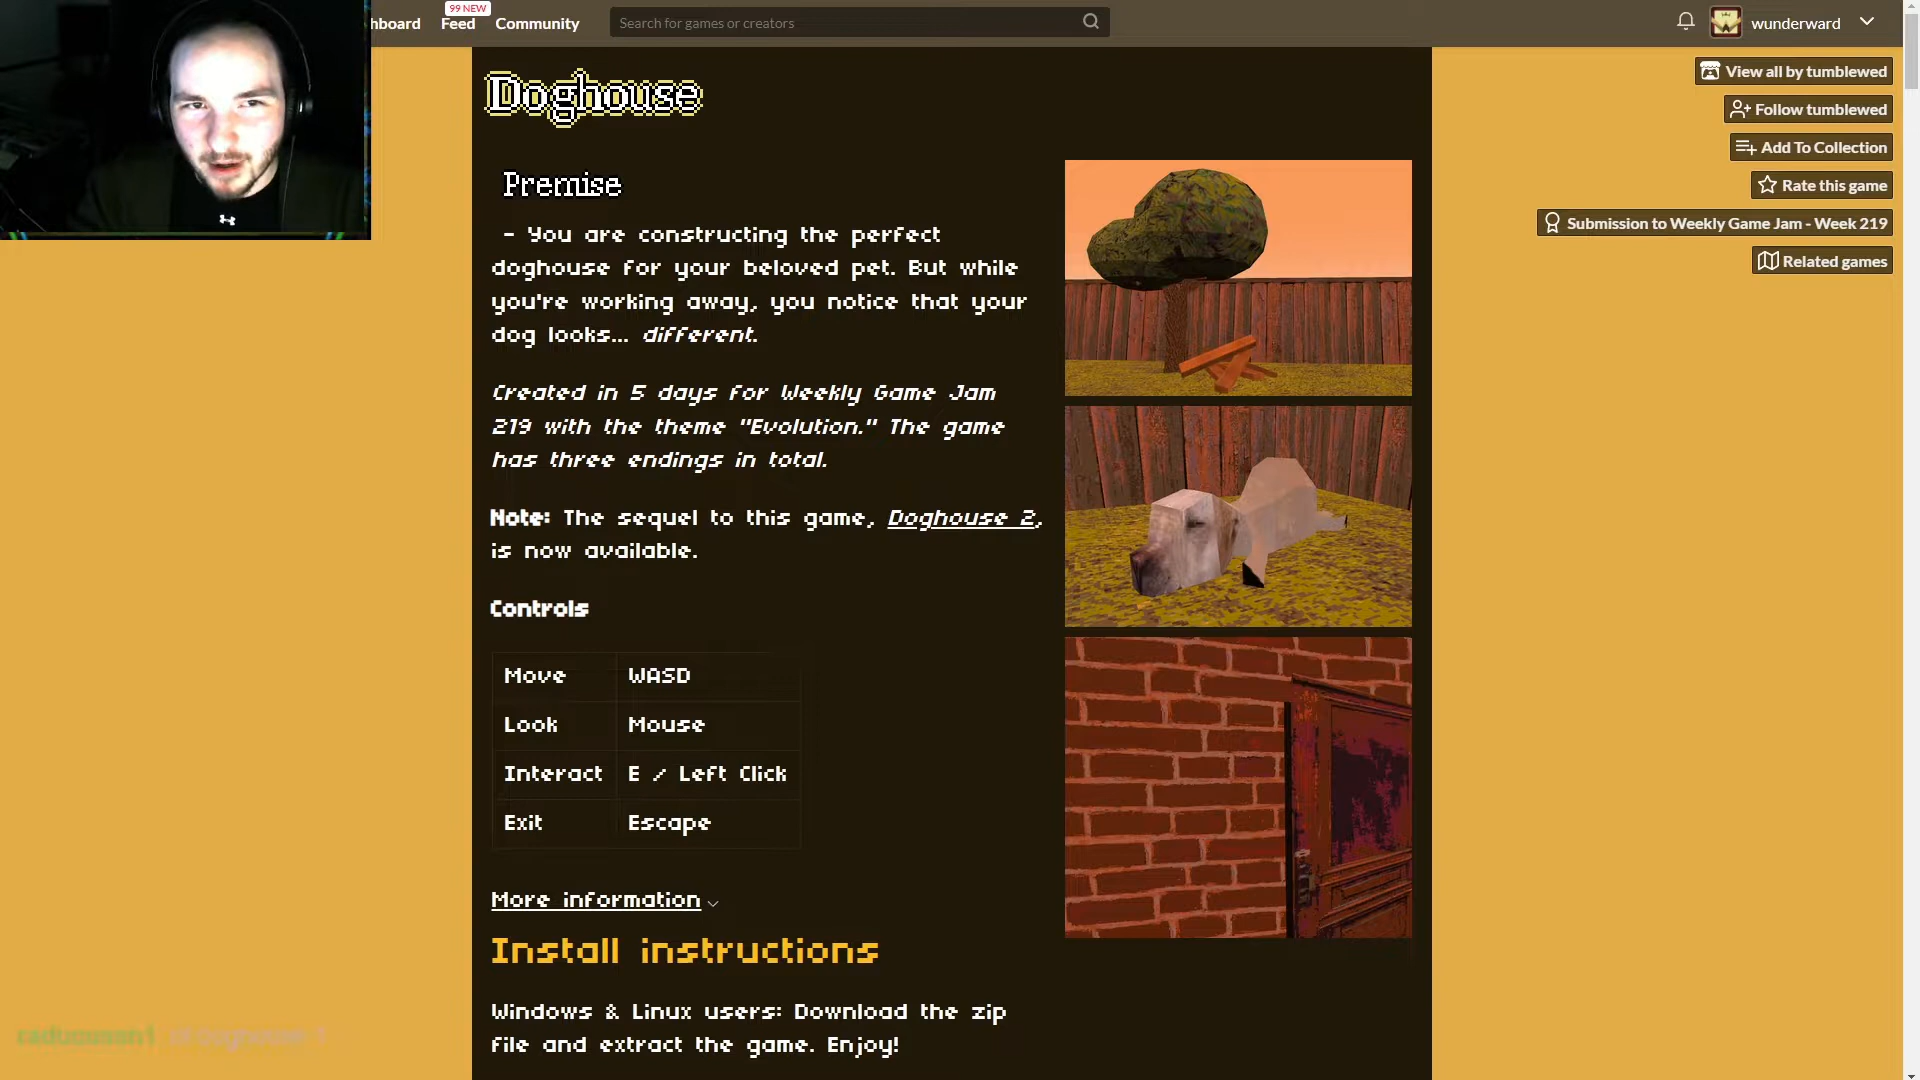 hboard
99 NEW
Feed
Community
Search for games or creators
wunderward
View all by tumblewed
Follow tumblewed
Add To Collection
Rate this game
Submission to Weekly Game Jam - Week 219
Related games
Doghouse
Premise
- You are constructing the perfect
doghouse for your beloved pet. But while
you're working away, you notice that your
dog looks... different.
Created in 5 days for Weekly Game Jam
219 with the theme "Evolution." The game
has three endings in total.
Note: The sequel to this game, Doghouse 2,
is now available.
Controls
Move WASD
Look Mouse
Interact E / Left Click
Exit Escape
More information
Install instructions
Windows & Linux users: Download the zip
file and extract the game. Enjoy!